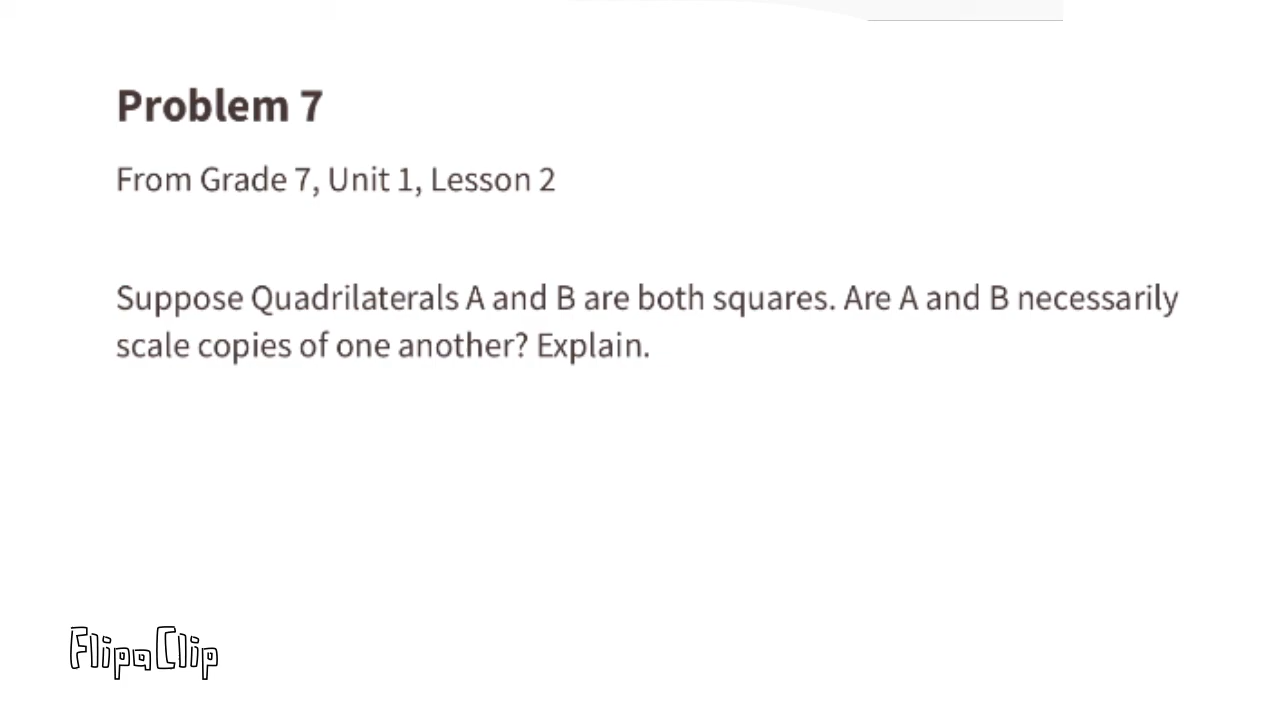 Problem 7
From Grade 7, Unit 1, Lesson 2
Suppose Quadrilaterals A and B are both squares. Are A and B necessarily
scale copies of one another? Explain.
FlipaClip